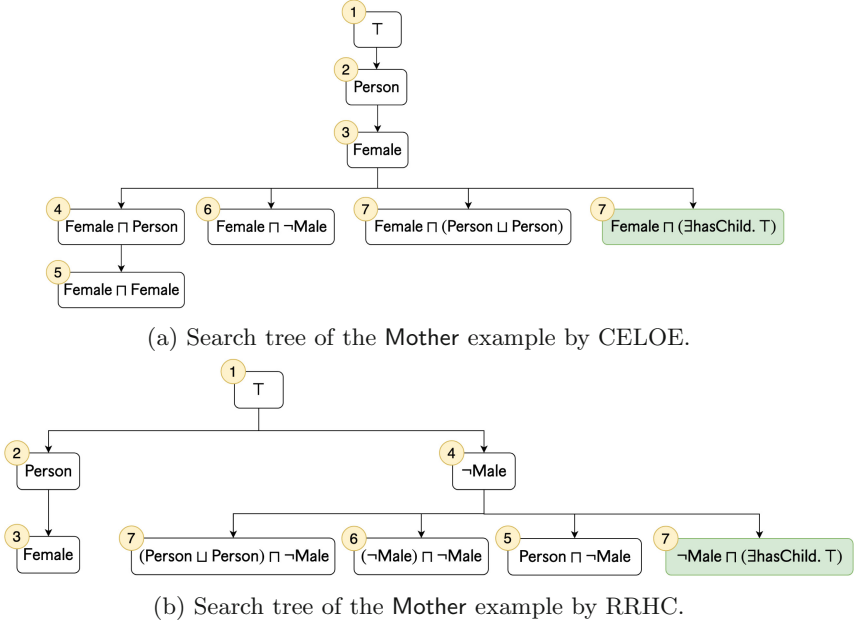 1
⊤
2
Person
3
Female
4 6 7 7
Female ⊓ Person Female ⊓ ¬Male Female ⊓ (Person ⊔ Person) Female ⊓ (∃hasChild. ⊤)
5
Female ⊓ Female
(a) Search tree of the Mother example by CELOE.
1
⊤
2 4
Person ¬Male
3 7 6 5 7
Female (Person ⊔ Person) ⊓ ¬Male (¬Male) ⊓ ¬Male Person ⊓ ¬Male ¬Male ⊓ (∃hasChild. ⊤)
(b) Search tree of the Mother example by RRHC.